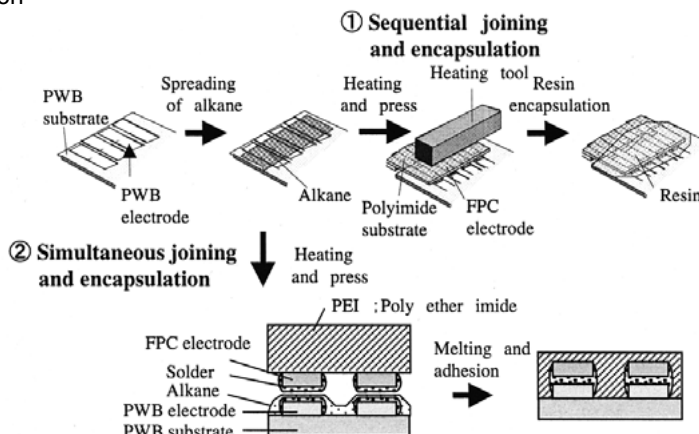 ① Sequential joining
and encapsulation
PWB
substrate
Spreading
of alkane
Heating
and press
Heating tool
Resin
encapsulation
PWB
electrode
Alkane
Polyimide
substrate
FPC
electrode
Resin
② Simultaneous joining
and encapsulation
Heating
and press
PEI ;Poly ether imide
FPC electrode
Solder
Alkane
PWB electrode
PWB substrate
Melting and
adhesion